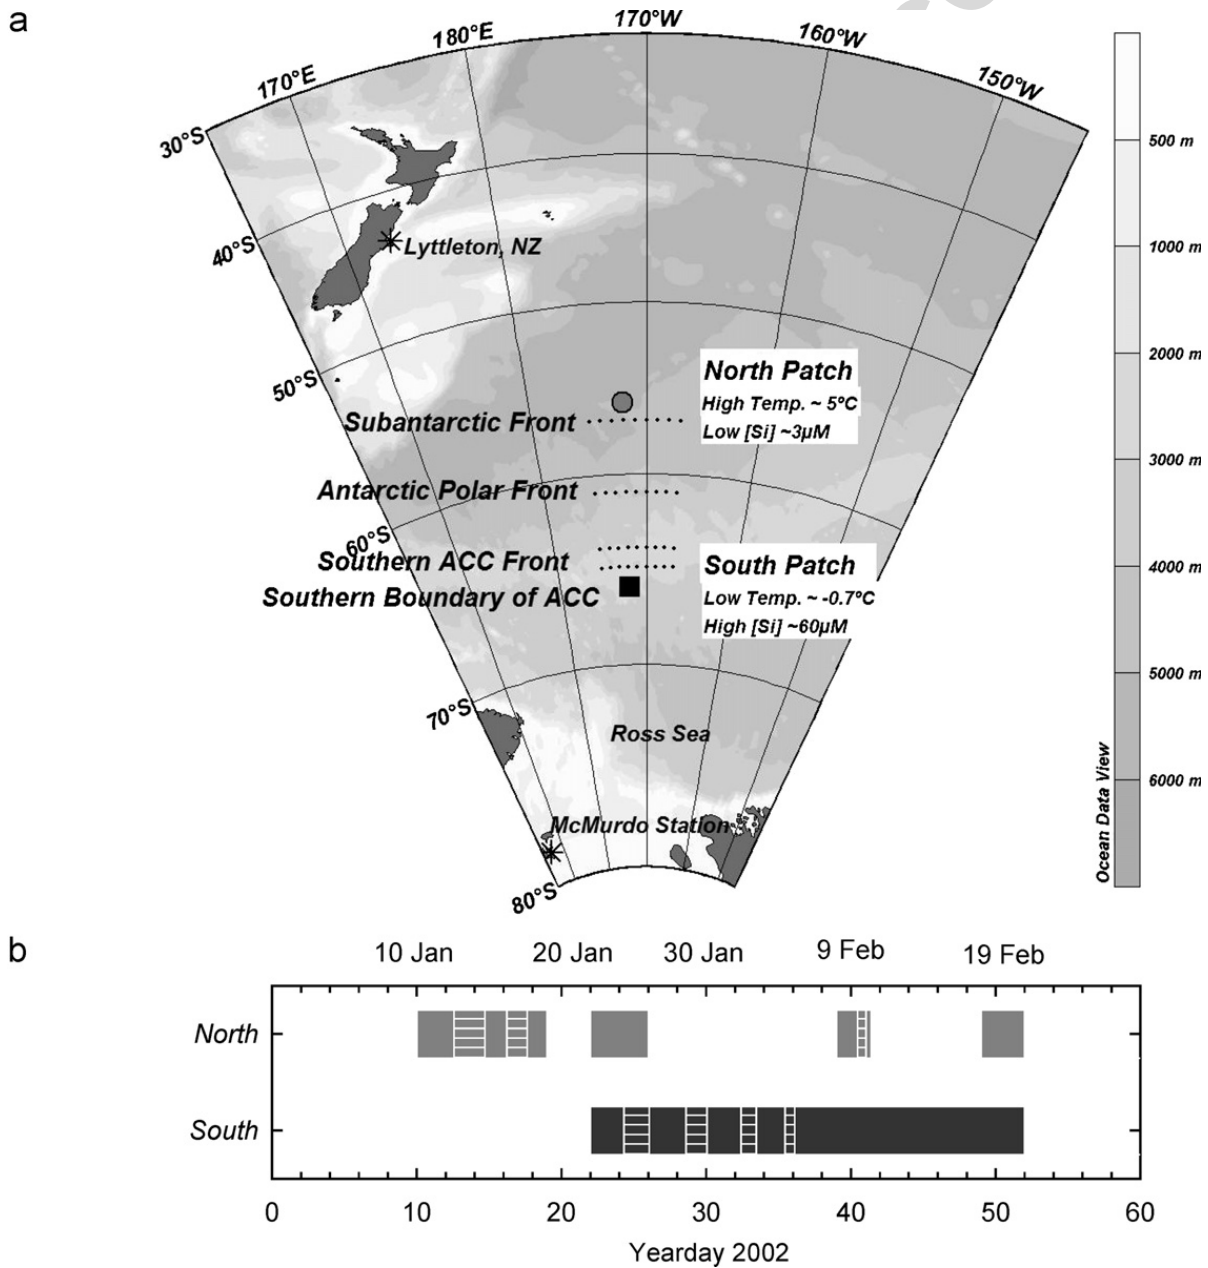 a
170°W
180°E
160°W
170°E
150°W
30°S
500 m
40°S
Lyttleton, NZ
1000 m
2000 m
50°S
North Patch
High Temp. ~ 5°C
Low [Si] ~3µM
Subantarctic Front
3000 m
Antarctic Polar Front
60°S
Southern ACC Front
South Patch
4000 m
Southern Boundary of ACC
Low Temp. ~ -0.7°C
High [Si] ~60µM
5000 m
70°S
Ross Sea
6000 m
Ocean Data View
McMurdo Station
80°S
b
10 Jan 20 Jan 30 Jan 9 Feb 19 Feb
North
South
0 10 20 30 40 50 60
Yearday 2002